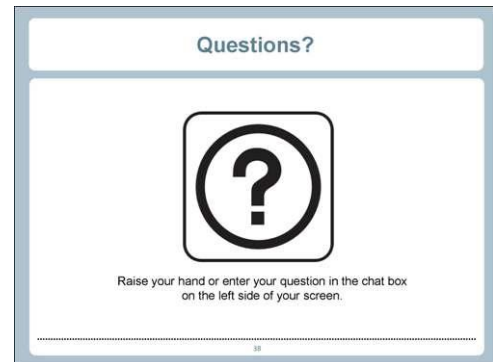 Questions?
?
Raise your hand or enter your question in the chat box
on the left side of your screen.
38